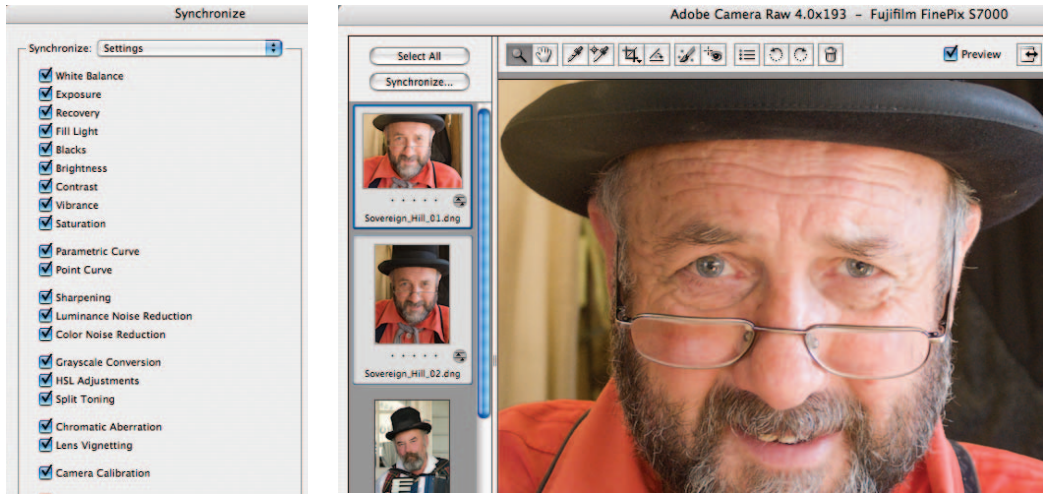 Synchronize
Synchronize: Settings
White Balance
Exposure
Recovery
Fill Light
Blacks
Brightness
Contrast
Vibrance
Saturation
Parametric Curve
Point Curve
Sharpening
Luminance Noise Reduction
Color Noise Reduction
Grayscale Conversion
HSL Adjustments
Split Toning
Chromatic Aberration
Lens Vignetting
Camera Calibration
Adobe Camera Raw 4.0x193 – Fujifilm FinePix S7000
Select All
Synchronize...
Preview
Sovereign_Hill_01.dng
Sovereign_Hill_02.dng